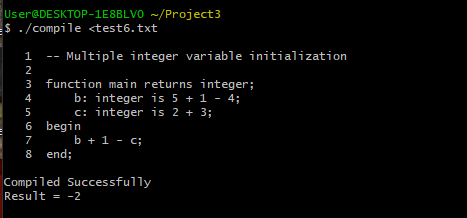 User@DESKTOP-1E8BLVO ~/Project3
$ ./compile <test6.txt
1 -- Multiple integer variable initialization
2
3 function main returns integer;
4 b: integer is 5 + 1 - 4;
5 c: integer is 2 + 3;
6 begin
7 b + 1 - c;
8 end;
Compiled Successfully
Result = -2